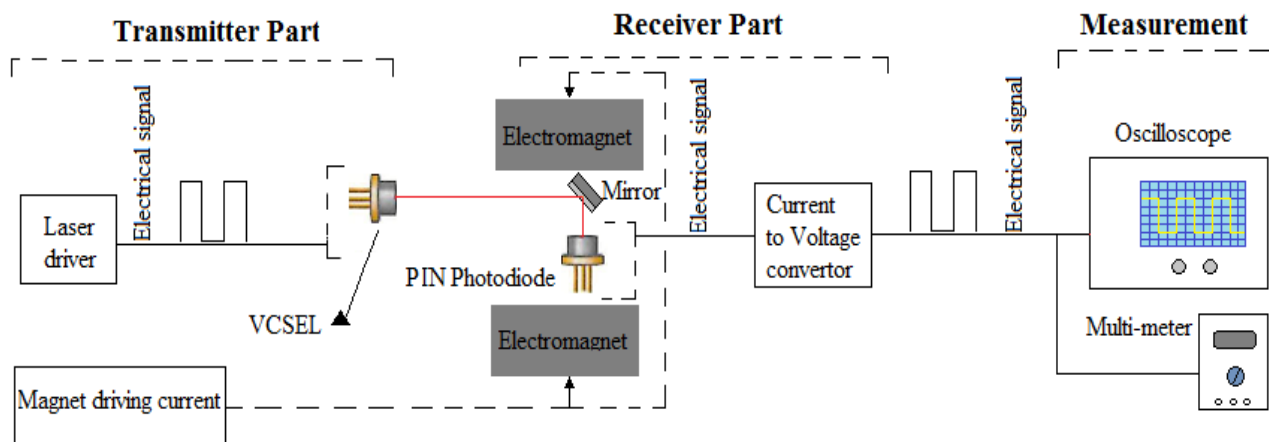 Transmitter Part
Receiver Part
Measurement
Electrical signal
Electromagnet
Electrical signal
Electrical signal
Oscilloscope
Mirror
Laser
driver
Current
to Voltage
convertor
PIN Photodiode
VCSEL
Electromagnet
Multi-meter
Magnet driving current